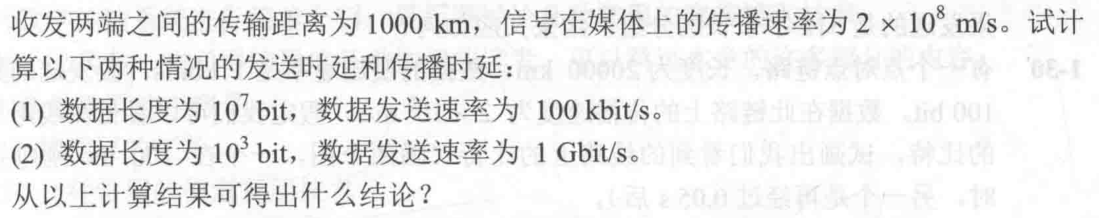 收发两端之间的传输距离为 1000 km，信号在媒体上的传播速率为 2 × 10⁸ m/s。试计
算以下两种情况的发送时延和传播时延：
(1) 数据长度为 10⁷ bit，数据发送速率为 100 kbit/s。
(2) 数据长度为 10³ bit，数据发送速率为 1 Gbit/s。
从以上计算结果可得出什么结论？